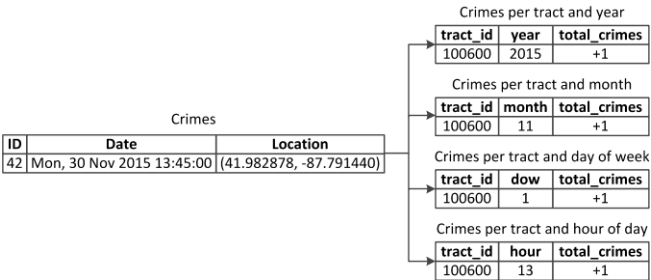 Crimes
ID Date Location
42 Mon, 30 Nov 2015 13:45:00 (41.982878, -87.791440)
Crimes per tract and year
tract_id year total_crimes
100600 2015 +1
Crimes per tract and month
tract_id month total_crimes
100600 11 +1
Crimes per tract and day of week
tract_id dow total_crimes
100600 1 +1
Crimes per tract and hour of day
tract_id hour total_crimes
100600 13 +1